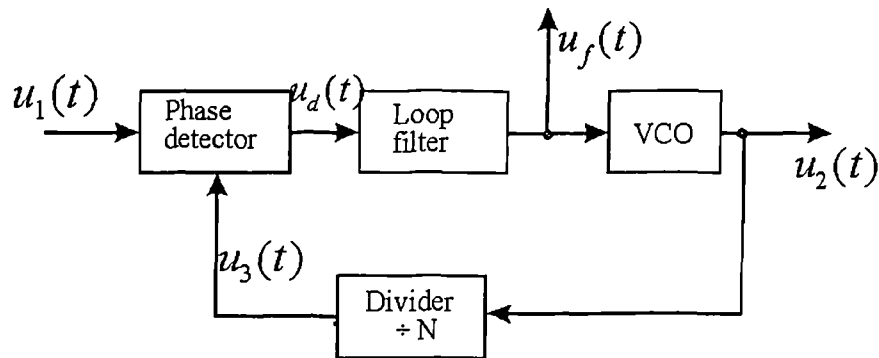 u_f(t)
u_1(t)
Phase
detector
u_d(t)
Loop
filter
VCO
u_2(t)
u_3(t)
Divider
÷ N